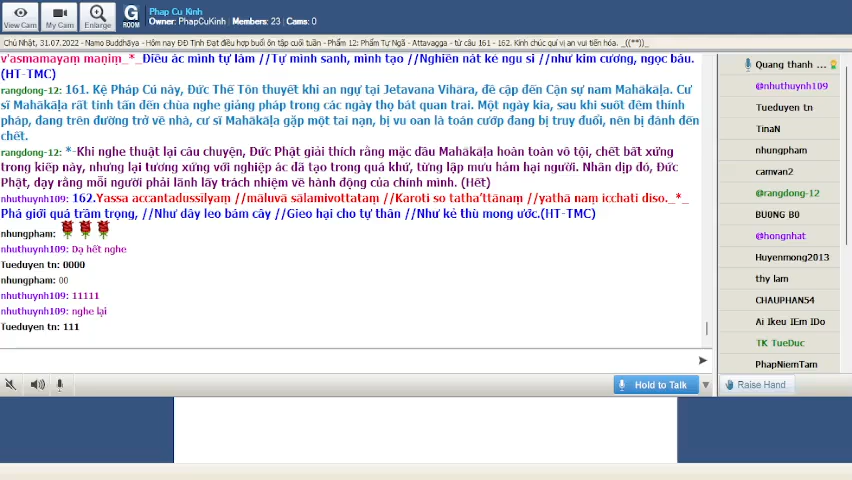 View Cam
My Cam
Enlarge
G
ROOM
Phap Cu Kinh
Owner: PhapCuKinh | Members: 23 | Cams: 0
Chủ Nhật, 31.07.2022 - Namo Buddhāya - Hôm nay ĐĐ Tịnh Đạt điều hợp buổi ôn tập cuối tuần - Phẩm 12: Phẩm Tự Ngã - Attavagga - từ câu 161 - 162. Kính chúc quí vị an vui tiến hóa. _((**))_
v'asmamayaṃ maṇiṃ_*_Điều ác mình tự làm //Tự mình sanh, mình tạo //Nghiền nát kẻ ngu si //như kim cương, ngọc báu.
(HT-TMC)
rangdong-12: 161. Kệ Pháp Cú này, Đức Thế Tôn thuyết khi an ngự tại Jetavana Vihāra, đề cập đến Cận sự nam Mahākāḷa. Cư
sĩ Mahākāḷa rất tinh tấn đến chùa nghe giảng pháp trong các ngày thọ bát quan trai. Một ngày kia, sau khi suốt đêm thính
pháp, đang trên đường trở về nhà, cư sĩ Mahākāḷa gặp một tai nạn, bị vu oan là toán cướp đang bị truy đuổi, nên bị đánh đến
chết.
rangdong-12: *-Khi nghe thuật lại câu chuyện, Đức Phật giải thích rằng mặc dầu Mahākāḷa hoàn toàn vô tội, chết bất xứng
trong kiếp này, nhưng lại tương xứng với nghiệp ác đã tạo trong quá khứ, từng lập mưu hảm hại người. Nhân dịp đó, Đức
Phật, dạy rằng mỗi người phải lãnh lấy trách nhiệm về hành động của chính mình. (Hết)
nhuthuynh109: 162.Yassa accantadussīlyaṃ //māluvā sālamivottataṃ //Karoti so tatha'ttānaṃ //yathā naṃ icchati diso._*_
Phá giới quá trầm trọng, //Như dây leo bám cây //Gieo hại cho tự thân //Như kẻ thù mong ước.(HT-TMC)
nhungpham:
nhuthuynh109: Dạ hết nghe
Tueduyen tn: 0000
nhungpham: 00
nhuthuynh109: 11111
nhuthuynh109: nghe lại
Tueduyen tn: 111
Hold to Talk
Quang thanh ...
@nhuthuynh109
Tueduyen tn
TinaN
nhungpham
camvan2
@rangdong-12
BUONG B0
@hongnhat
Huyenmong2013
thy lam
CHAUPHAN54
Ai Ikeu IEm IDo
TK TueDuc
PhapNiemTam
Raise Hand